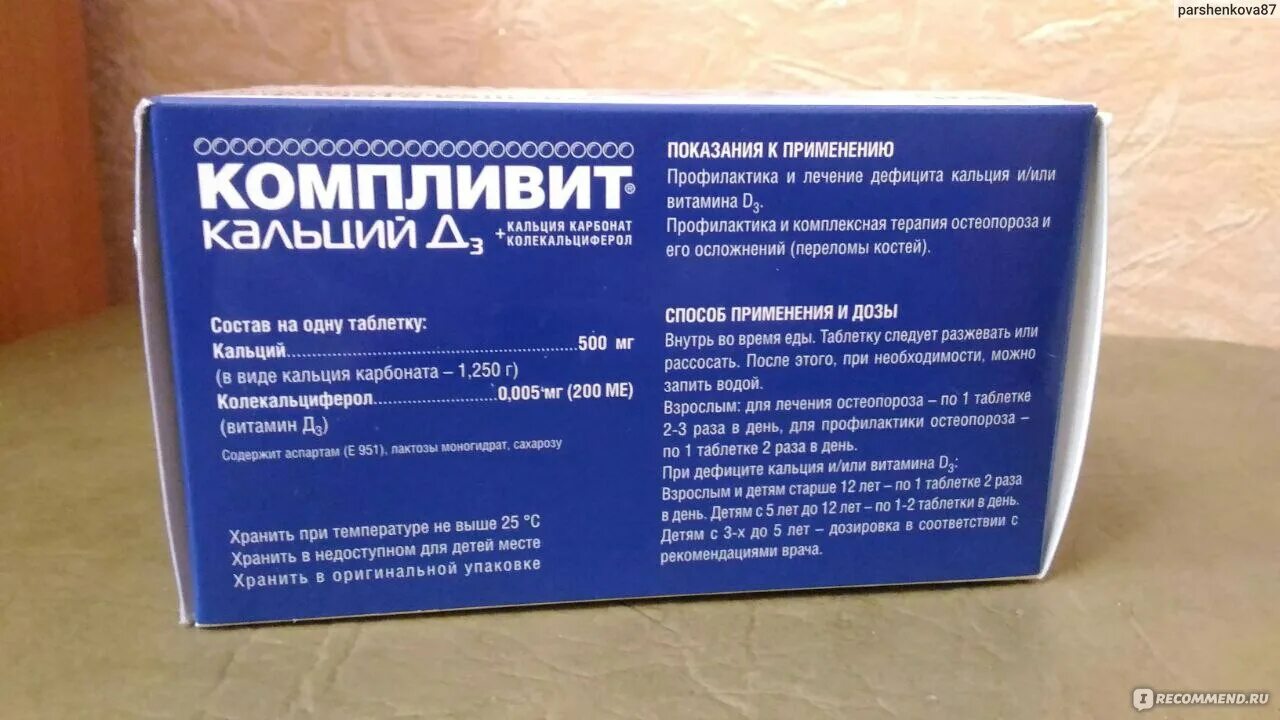 parshenkova87
КОМПЛИВИТ®
КАЛЬЦИЙ Д3
+ КАЛЬЦИЯ КАРБОНАТ
КОЛЕКАЛЬЦИФЕРОЛ
Состав на одну таблетку:
Кальций..........................................500 мг
(в виде кальция карбоната – 1,250 г)
Колекальциферол..................0,005 мг (200 МЕ)
(витамин Д3)
Содержит аспартам (Е 951), лактозы моногидрат, сахарозу
Хранить при температуре не выше 25 °С
Хранить в недоступном для детей месте
Хранить в оригинальной упаковке
ПОКАЗАНИЯ К ПРИМЕНЕНИЮ
Профилактика и лечение дефицита кальция и/или
витамина D3.
Профилактика и комплексная терапия остеопороза и
его осложнений (переломы костей).
СПОСОБ ПРИМЕНЕНИЯ И ДОЗЫ
Внутрь во время еды. Таблетку следует разжевать или
рассосать. После этого, при необходимости, можно
запить водой.
Взрослым: для лечения остеопороза – по 1 таблетке
2-3 раза в день, для профилактики остеопороза –
по 1 таблетке 2 раза в день.
При дефиците кальция и/или витамина D3:
Взрослым и детям старше 12 лет – по 1 таблетке 2 раза
в день. Детям с 5 лет до 12 лет – по 1-2 таблетки в день.
Детям с 3-х до 5 лет – дозировка в соответствии с
рекомендациями врача.
IRECOMMEND.RU